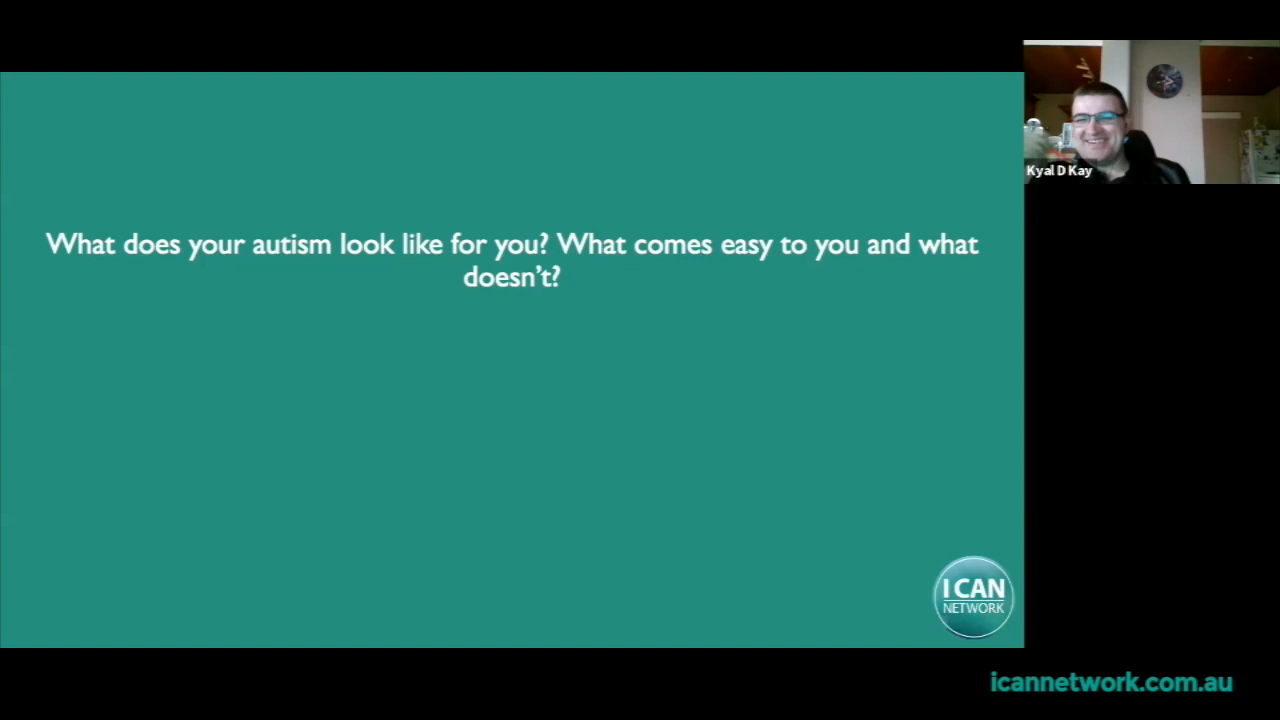 Kyal D Kay
What does your autism look like for you? What comes easy to you and what
doesn't?
I CAN
NETWORK
icannetwork.com.au